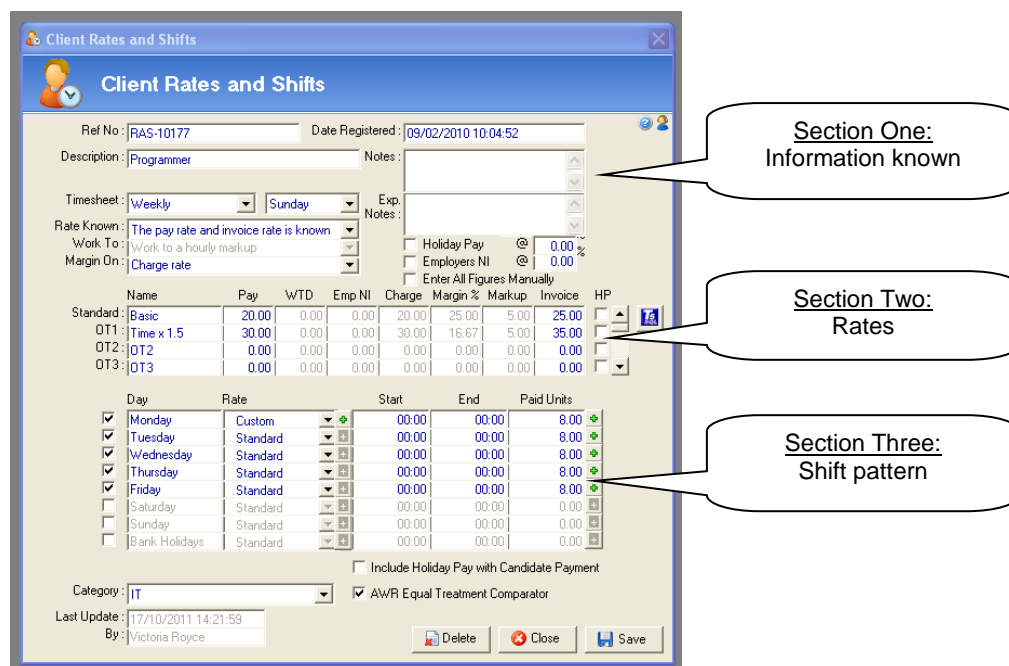 Client Rates and Shifts
Client Rates and Shifts
Ref No : RAS-10177 Date Registered : 09/02/2010 10:04:52
Description : Programmer Notes :
Timesheet : Weekly Sunday Exp. Notes :
Rate Known : The pay rate and invoice rate is known
Work To : Work to a hourly markup Holiday Pay @ 0.00 %
Margin On : Charge rate Employers NI @ 0.00
Enter All Figures Manually
Name Pay WTD Emp NI Charge Margin % Markup Invoice HP
Standard : Basic 20.00 0.00 0.00 20.00 25.00 5.00 25.00
OT1 : Time x 1.5 30.00 0.00 0.00 30.00 16.67 5.00 35.00
OT2 : OT2 0.00 0.00 0.00 0.00 0.00 0.00 0.00
OT3 : OT3 0.00 0.00 0.00 0.00 0.00 0.00 0.00
Day Rate Start End Paid Units
Monday Custom 00:00 00:00 8.00
Tuesday Standard 00:00 00:00 8.00
Wednesday Standard 00:00 00:00 8.00
Thursday Standard 00:00 00:00 8.00
Friday Standard 00:00 00:00 8.00
Saturday Standard 00:00 00:00 0.00
Sunday Standard 00:00 00:00 0.00
Bank Holidays Standard 00:00 00:00 0.00
Include Holiday Pay with Candidate Payment
Category : IT AWR Equal Treatment Comparator
Last Update : 17/10/2011 14:21:59
By : Victoria Royce Delete Close Save
Section One:
Information known
Section Two:
Rates
Section Three:
Shift pattern